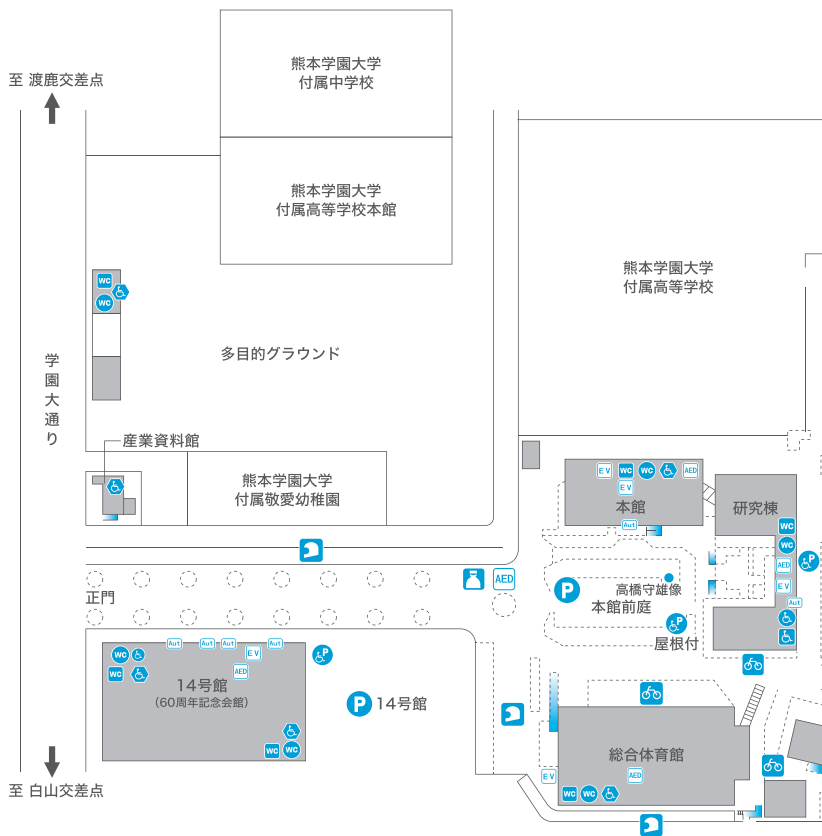 熊本学園大学
付属中学校
至 渡鹿交差点
熊本学園大学
付属高等学校本館
熊本学園大学
付属高等学校
WC
WC
多目的グラウンド
学園大通り
産業資料館
熊本学園大学
付属敬愛幼稚園
EV
WC
WC
AED
EV
本館
Aut
研究棟
WC
WC
AED
EV
Aut
P
AED
正門
P
高橋守雄像
本館前庭
P
屋根付
Aut
Aut
Aut
Aut
WC
WC
EV
AED
P
14号館
(60周年記念会館)
WC
WC
P
14号館
総合体育館
EV
AED
WC
WC
至 白山交差点